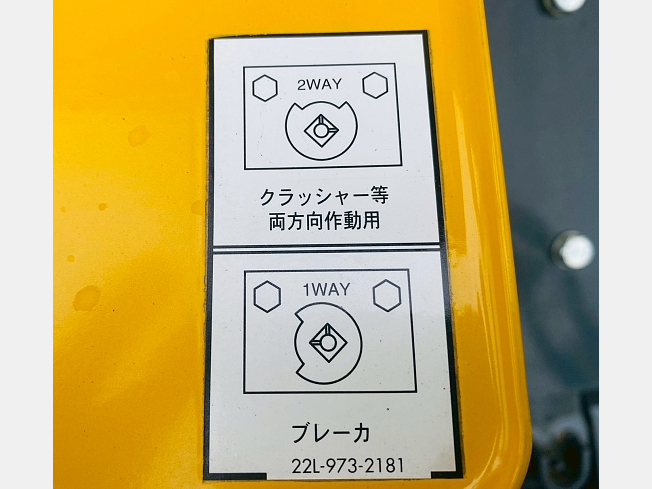 2WAY
クラッシャー等
両方向作動用
1WAY
ブレーカ
22L-973-2181